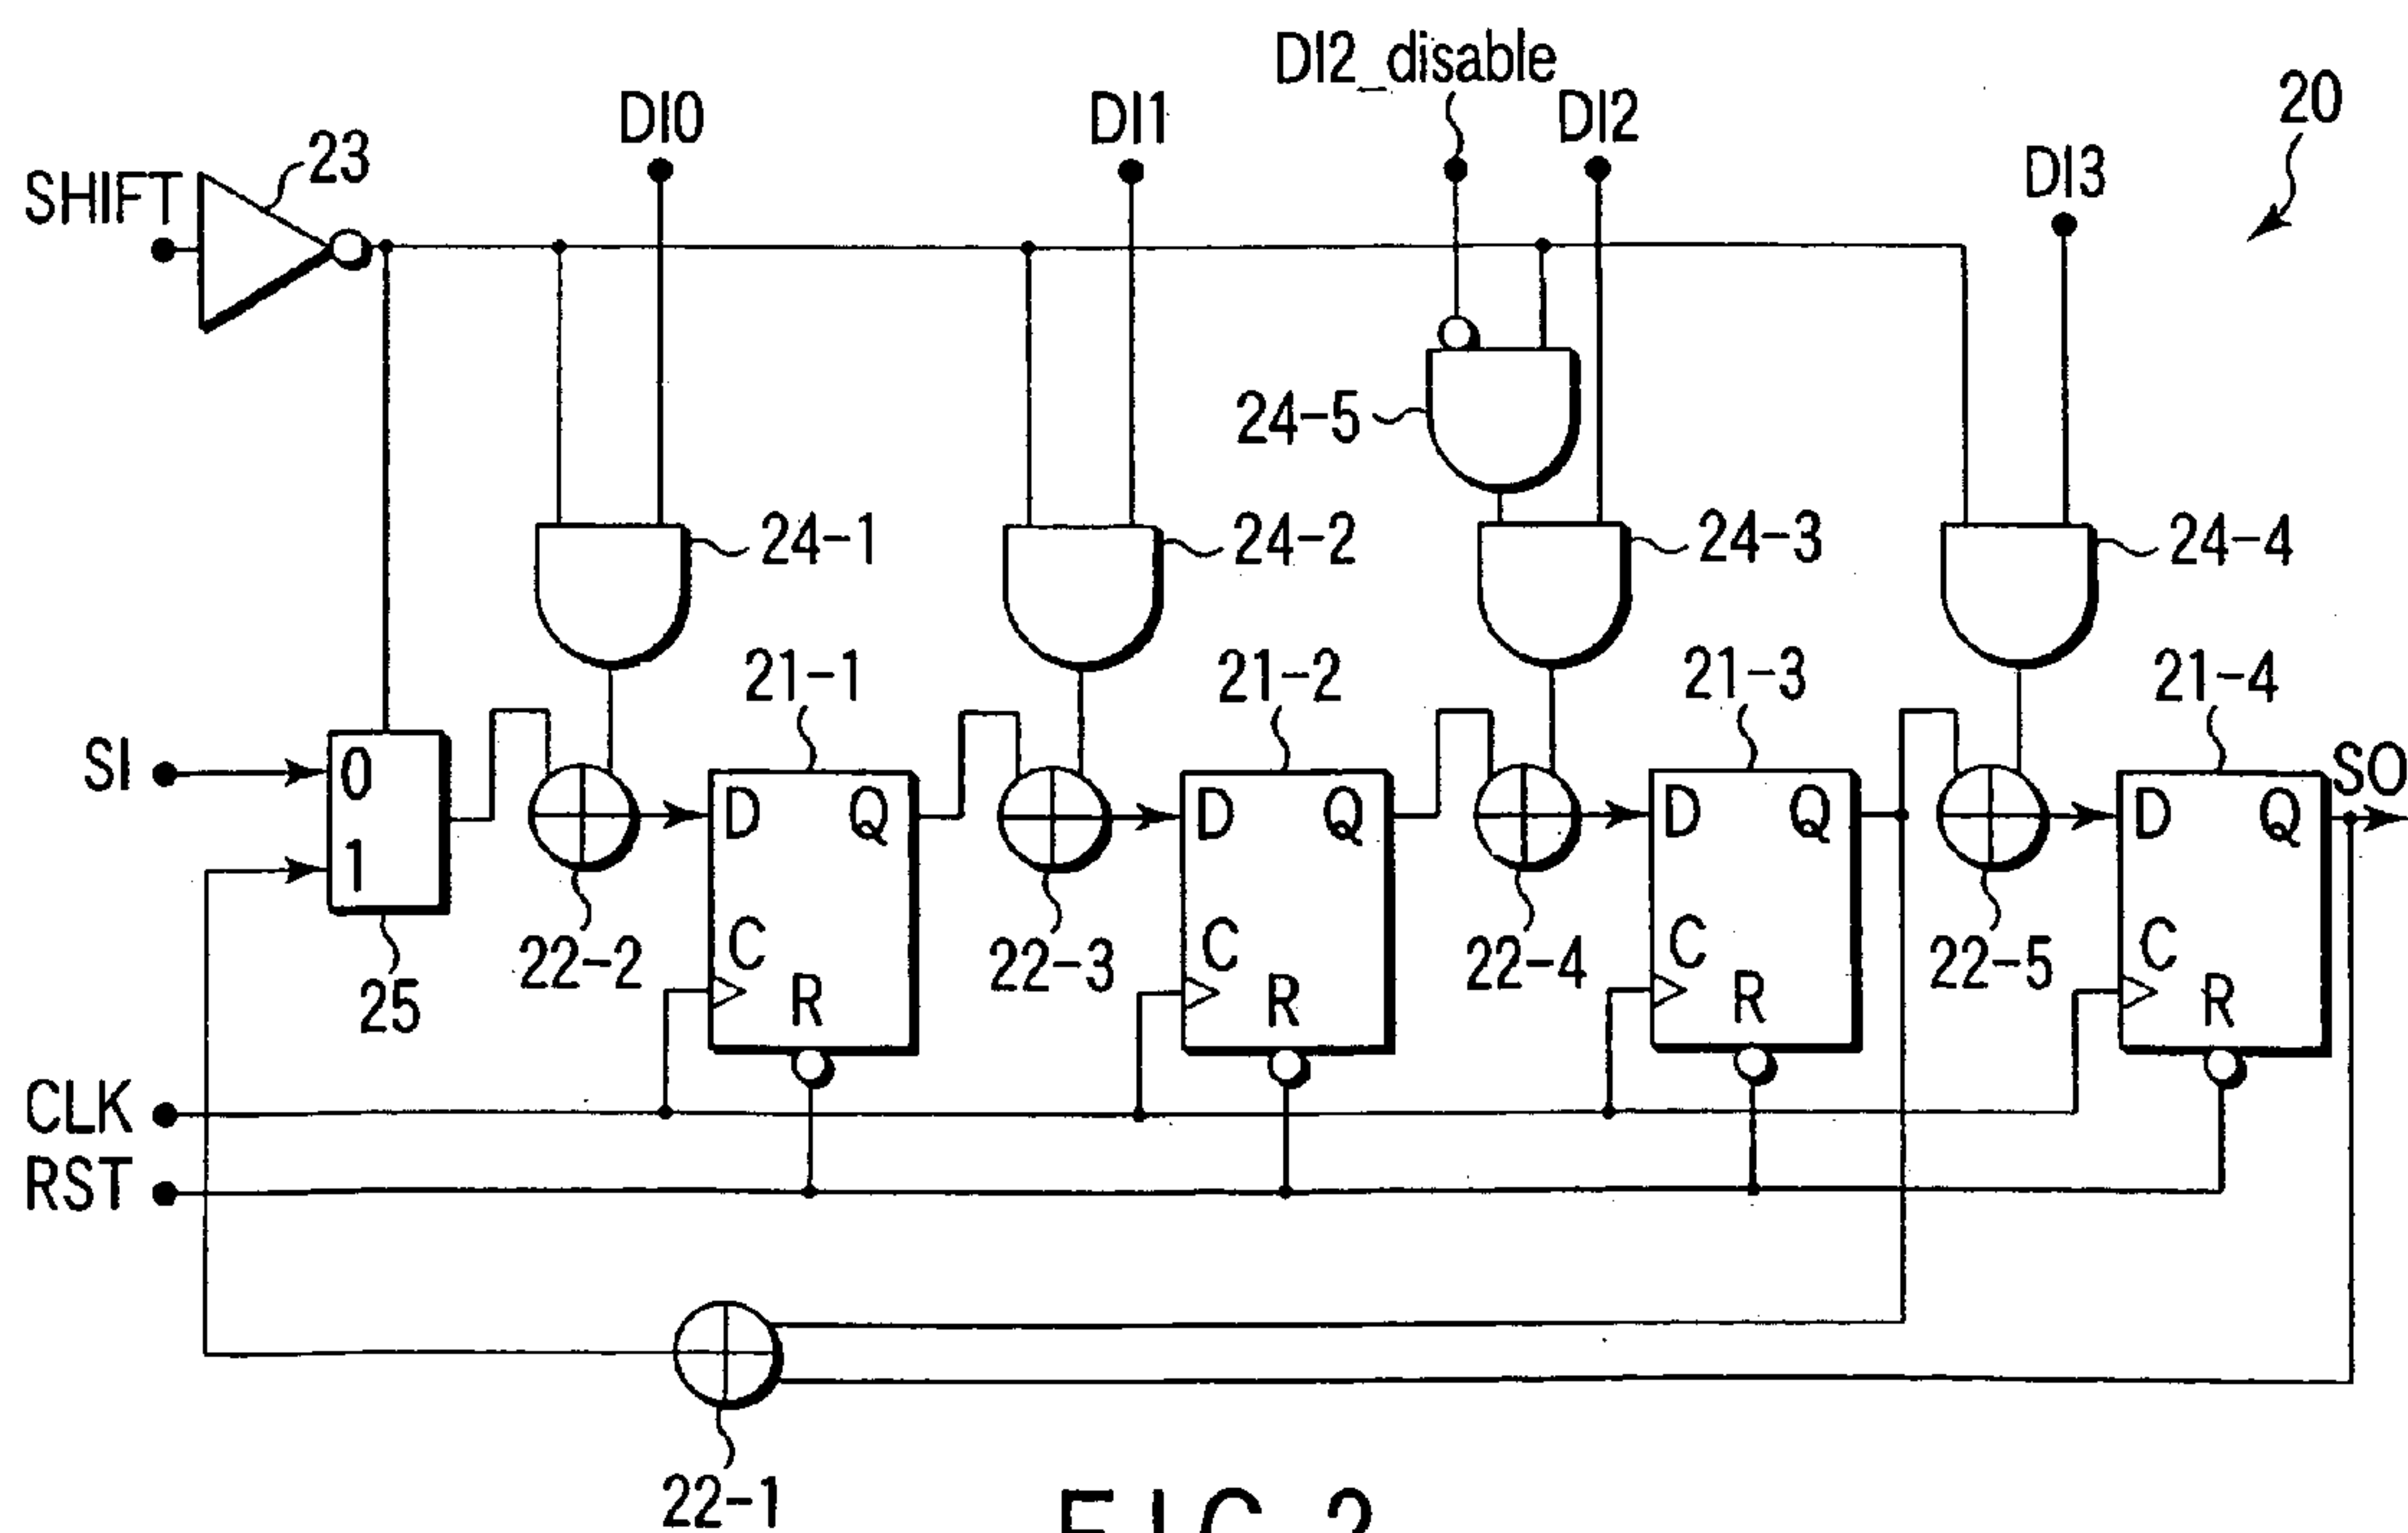 DI2_disable
DI0
DI1
DI2
20
23
DI3
SHIFT
24-5
24-1
24-2
24-3
24-4
21-1
21-2
21-3
21-4
SI
0
1
D Q
D Q
D Q
D Q
SO
C
R
C
R
C
R
C
R
22-2
22-3
22-4
22-5
25
CLK
RST
22-1
FIG. 2